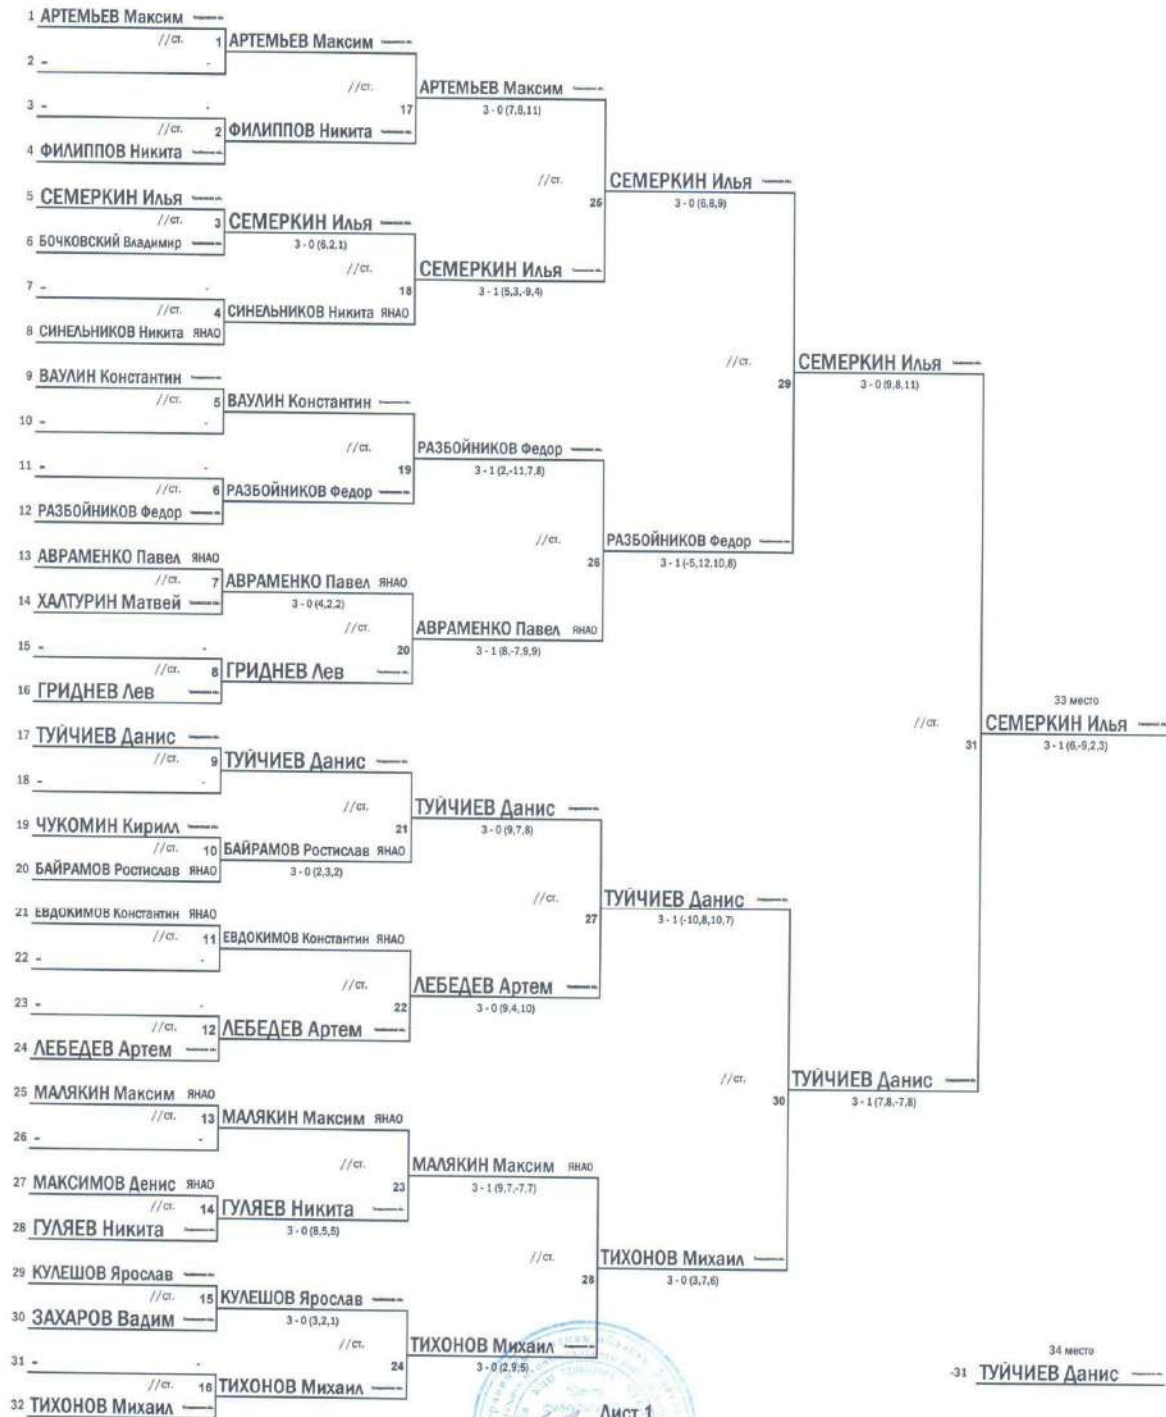 1 АРТЕМЬЕВ Максим
//ст. 1 АРТЕМЬЕВ Максим
2 -
//ст. 17 АРТЕМЬЕВ Максим
3 -
3 - 0 (7,8,11)
//ст. 2 ФИЛИППОВ Никита
4 ФИЛИППОВ Никита
//ст. 25 СЕМЕРКИН Илья
3 - 0 (6,8,9)
5 СЕМЕРКИН Илья
//ст. 3 СЕМЕРКИН Илья
6 БОЧКОВСКИЙ Владимир
3 - 0 (6,2,1)
//ст. 18 СЕМЕРКИН Илья
7 -
3 - 1 (5,3,-9,4)
//ст. 4 СИНЕЛЬНИКОВ Никита ЯНАО
8 СИНЕЛЬНИКОВ Никита ЯНАО
//ст. 29 СЕМЕРКИН Илья
3 - 0 (9,8,11)
9 ВАУЛИН Константин
//ст. 5 ВАУЛИН Константин
10 -
//ст. 19 РАЗБОЙНИКОВ Федор
11 -
3 - 1 (2,-11,7,8)
//ст. 6 РАЗБОЙНИКОВ Федор
12 РАЗБОЙНИКОВ Федор
//ст. 26 РАЗБОЙНИКОВ Федор
3 - 1 (-5,12,10,8)
13 АВРАМЕНКО Павел ЯНАО
//ст. 7 АВРАМЕНКО Павел ЯНАО
14 ХАЛТУРИН Матвей
3 - 0 (4,2,2)
//ст. 20 АВРАМЕНКО Павел ЯНАО
15 -
3 - 1 (8,-7,9,9)
//ст. 8 ГРИДНЕВ Лев
16 ГРИДНЕВ Лев
33 место
//ст. 31 СЕМЕРКИН Илья
3 - 1 (6,-9,2,3)
17 ТУЙЧИЕВ Данис
//ст. 9 ТУЙЧИЕВ Данис
18 -
//ст. 21 ТУЙЧИЕВ Данис
19 ЧУКОМИН Кирилл
3 - 0 (9,7,8)
//ст. 10 БАЙРАМОВ Ростислав ЯНАО
20 БАЙРАМОВ Ростислав ЯНАО
3 - 0 (2,3,2)
//ст. 27 ТУЙЧИЕВ Данис
3 - 1 (-10,8,10,7)
21 ЕВДОКИМОВ Константин ЯНАО
//ст. 11 ЕВДОКИМОВ Константин ЯНАО
22 -
//ст. 22 ЛЕБЕДЕВ Артем
23 -
3 - 0 (9,4,10)
//ст. 12 ЛЕБЕДЕВ Артем
24 ЛЕБЕДЕВ Артем
//ст. 30 ТУЙЧИЕВ Данис
3 - 1 (7,8,-7,8)
25 МАЛЯКИН Максим ЯНАО
//ст. 13 МАЛЯКИН Максим ЯНАО
26 -
//ст. 23 МАЛЯКИН Максим ЯНАО
27 МАКСИМОВ Денис ЯНАО
3 - 1 (9,7,-7,7)
//ст. 14 ГУЛЯЕВ Никита
28 ГУЛЯЕВ Никита
3 - 0 (8,5,5)
//ст. 28 ТИХОНОВ Михаил
3 - 0 (3,7,6)
29 КУЛЕШОВ Ярослав
//ст. 15 КУЛЕШОВ Ярослав
30 ЗАХАРОВ Вадим
3 - 0 (3,2,1)
//ст. 24 ТИХОНОВ Михаил
31 -
3 - 0 (2,9,5)
34 место
-31 ТУЙЧИЕВ Данис
//ст. 16 ТИХОНОВ Михаил
32 ТИХОНОВ Михаил
Лист 1